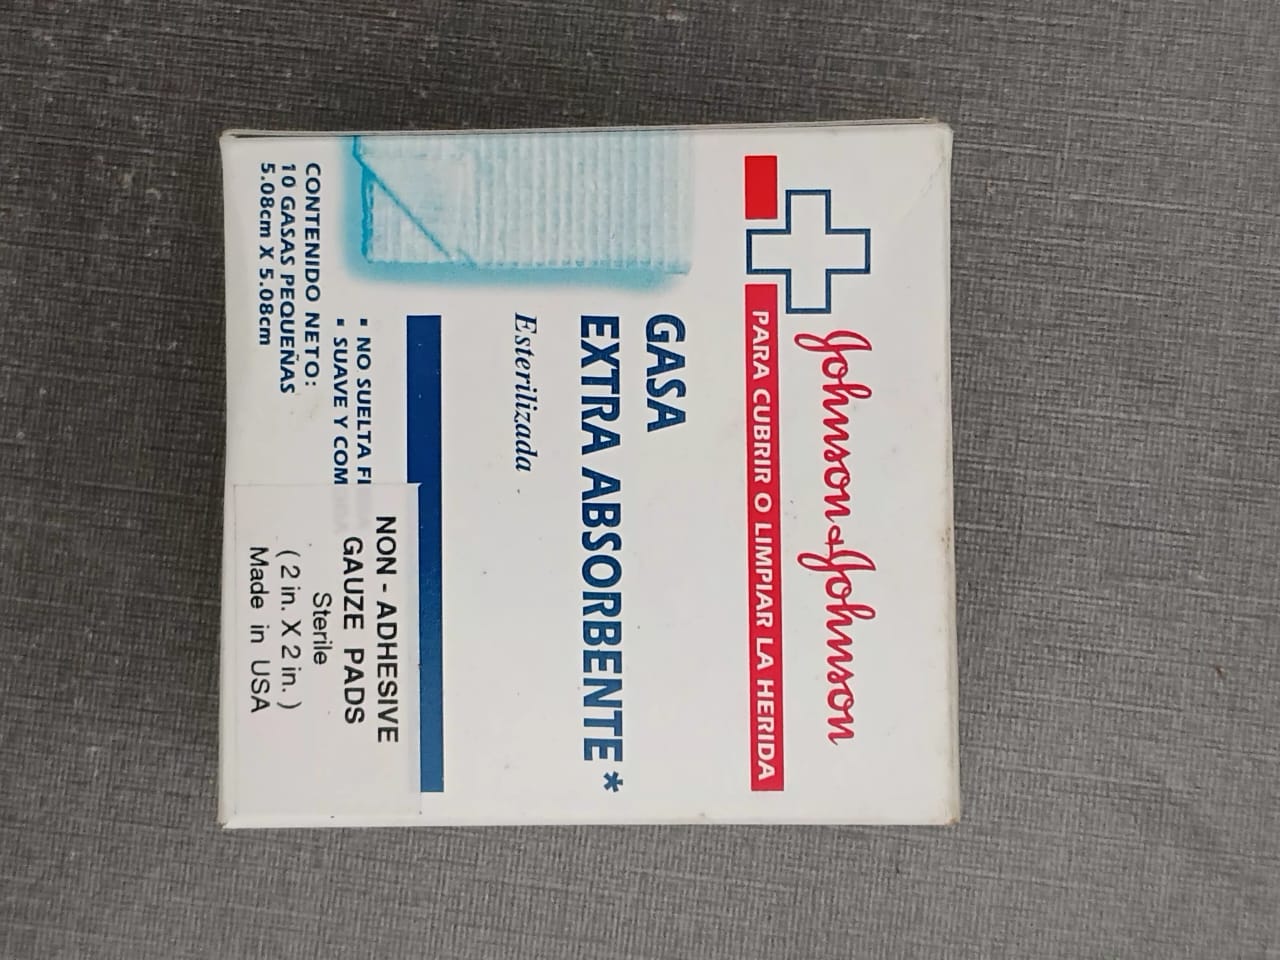 Johnson & Johnson
PARA CUBRIR O LIMPIAR LA HERIDA
GASA
EXTRA ABSORBENTE*
Esterilizada
NO SUELTA
SUAVE Y
CONTENIDO NETO:
10 GASAS PEQUEÑAS
5.08cm X 5.08cm
NON - ADHESIVE
GAUZE PADS
Sterile
( 2 in. X 2 in. )
Made in USA